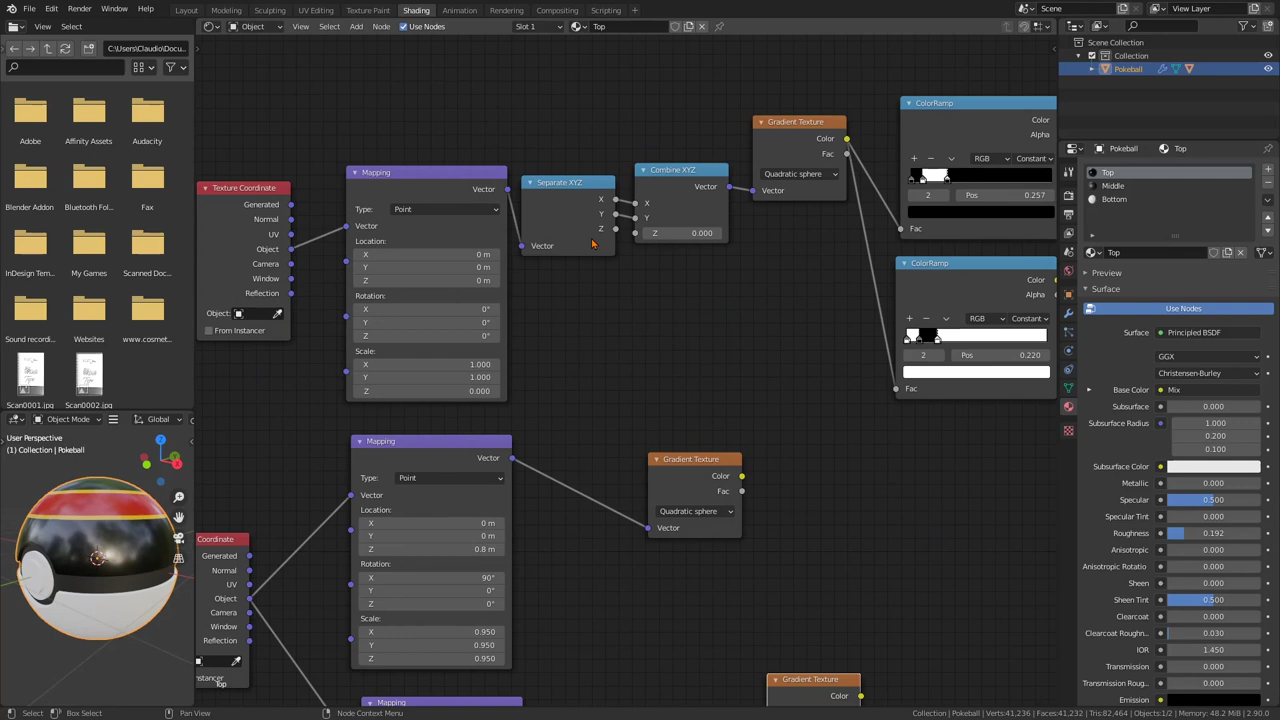 File Edit Render Window Help Layout Modeling Sculpting UV Editing Texture Paint Shading Animation Rendering Compositing Scripting Scene View Layer
Object View Select Add Node Use Nodes Slot 1 Top
C:\Users\Claudio\Docu...
Adobe Affinity Assets Audacity
Blender Addon Bluetooth Fol... Fax
InDesign Tem... My Games Scanned Doc...
Sound recordi... Websites www.cosmet...
Scan0001.jpg Scan0002.jpg
Object Mode Global
User Perspective
(1) Collection | Pokeball
Z
X
Texture Coordinate
Generated
Normal
UV
Object
Camera
Window
Reflection
Object:
From Instancer
Mapping
Vector
Type: Point
Vector
Location:
X 0 m
Y 0 m
Z 0 m
Rotation:
X 0°
Y 0°
Z 0°
Scale:
X 1.000
Y 1.000
Z 0.000
Separate XYZ
X
Y
Z
Vector
Combine XYZ
Vector
X
Y
Z 0.000
Gradient Texture
Color
Fac
Quadratic sphere
Vector
ColorRamp
Color
Alpha
RGB Constant
2 Pos 0.257
Fac
ColorRamp
Color
Alpha
RGB Constant
2 Pos 0.220
Fac
Coordinate
Generated
Normal
UV
Object
Camera
Window
Reflection
Instancer
Top
Mapping
Vector
Type: Point
Vector
Location:
X 0 m
Y 0 m
Z 0.8 m
Rotation:
X 90°
Y 0°
Z 0°
Scale:
X 0.950
Y 0.950
Z 0.950
Mapping
Gradient Texture
Color
Fac
Quadratic sphere
Vector
Gradient Texture
Color
Scene Collection
Collection
Pokeball
Pokeball Top
Top
Middle
Bottom
Top
Preview
Surface
Use Nodes
Surface Principled BSDF
GGX
Christensen-Burley
Base Color Mix
Subsurface 0.000
Subsurface Radius 1.000
0.200
0.100
Subsurface Color
Metallic 0.000
Specular 0.500
Specular Tint 0.000
Roughness 0.192
Anisotropic 0.000
Anisotropic Rotatio 0.000
Sheen 0.000
Sheen Tint 0.500
Clearcoat 0.000
Clearcoat Roughn... 0.030
IOR 1.450
Transmission 0.000
Transmission Roug... 0.000
Emission
Select Box Select Pan View Node Context Menu Collection | Pokeball | Verts:41,236 | Faces:41,232 | Tris:82,464 | Objects:1/2 | Memory: 48.2 MiB | 2.90.0